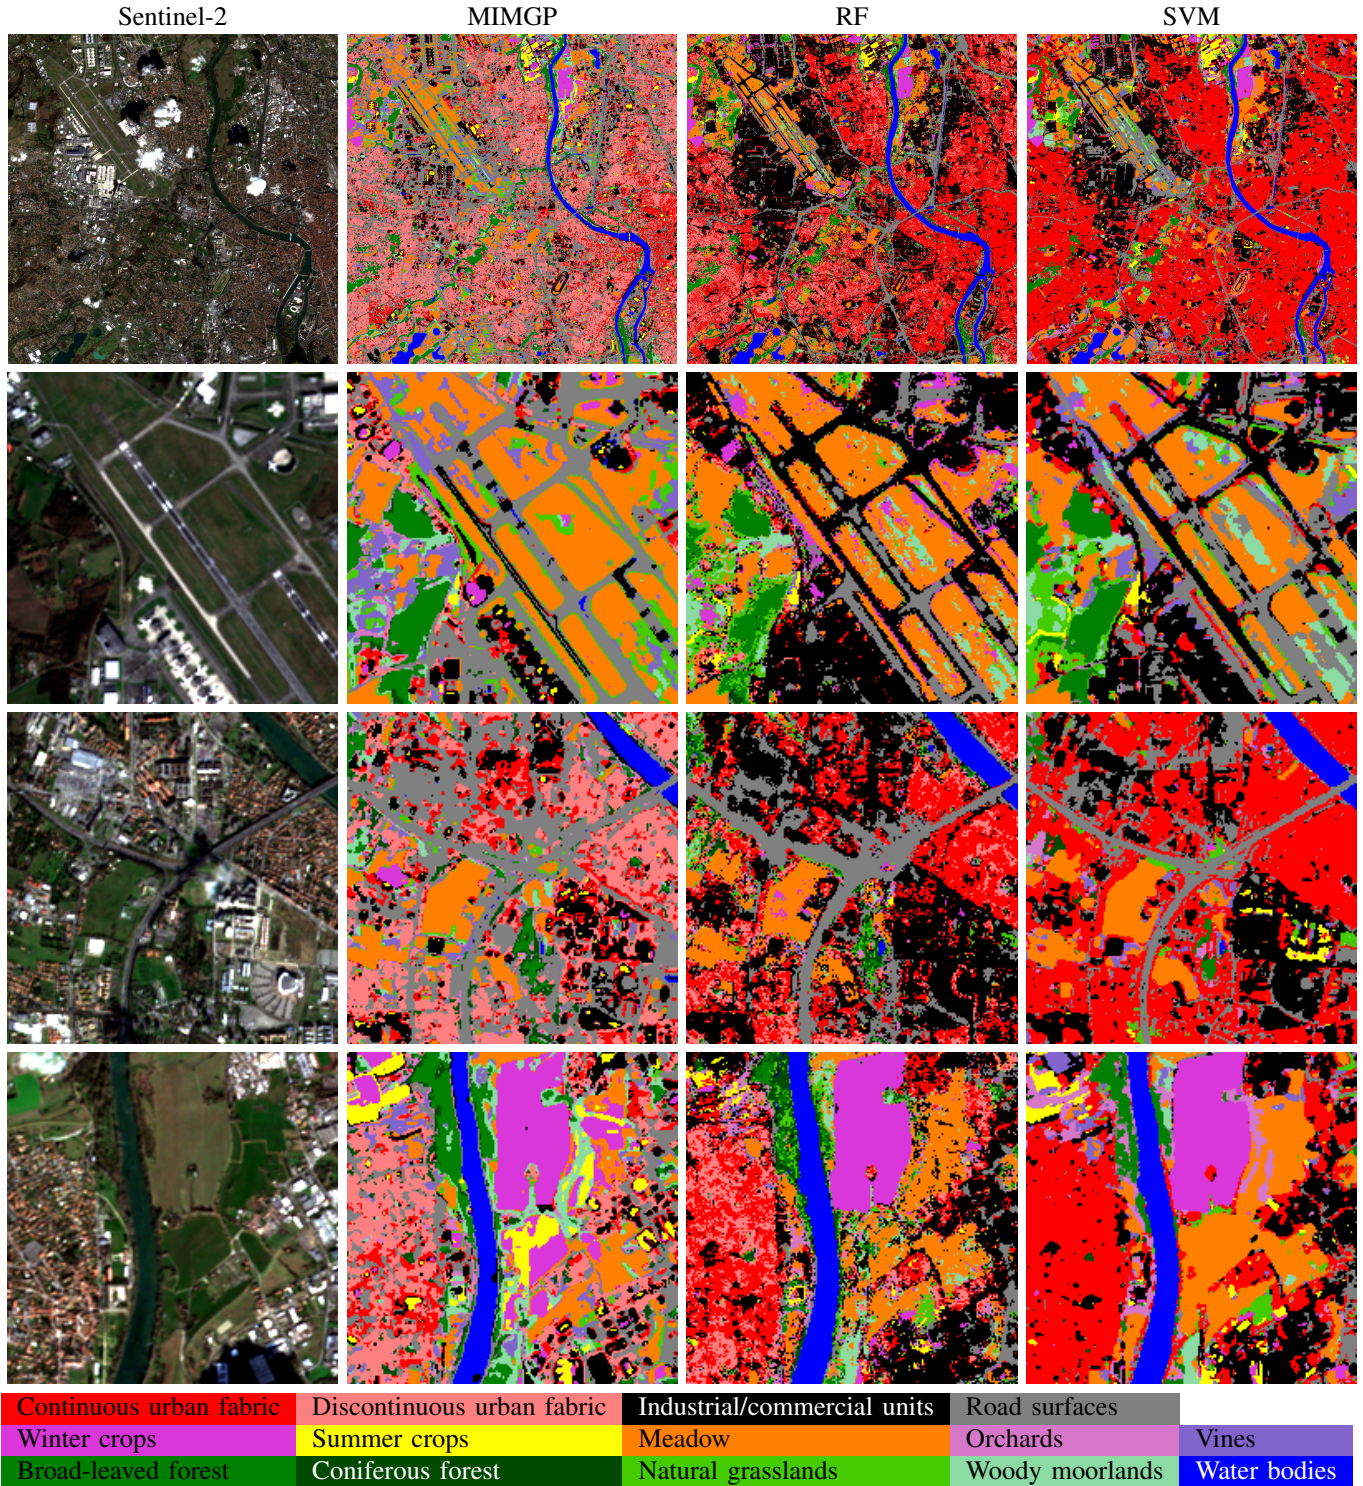 Sentinel-2 MIMGP RF SVM
Continuous urban fabric Discontinuous urban fabric Industrial/commercial units Road surfaces
Winter crops Summer crops Meadow Orchards Vines
Broad-leaved forest Coniferous forest Natural grasslands Woody moorlands Water bodies